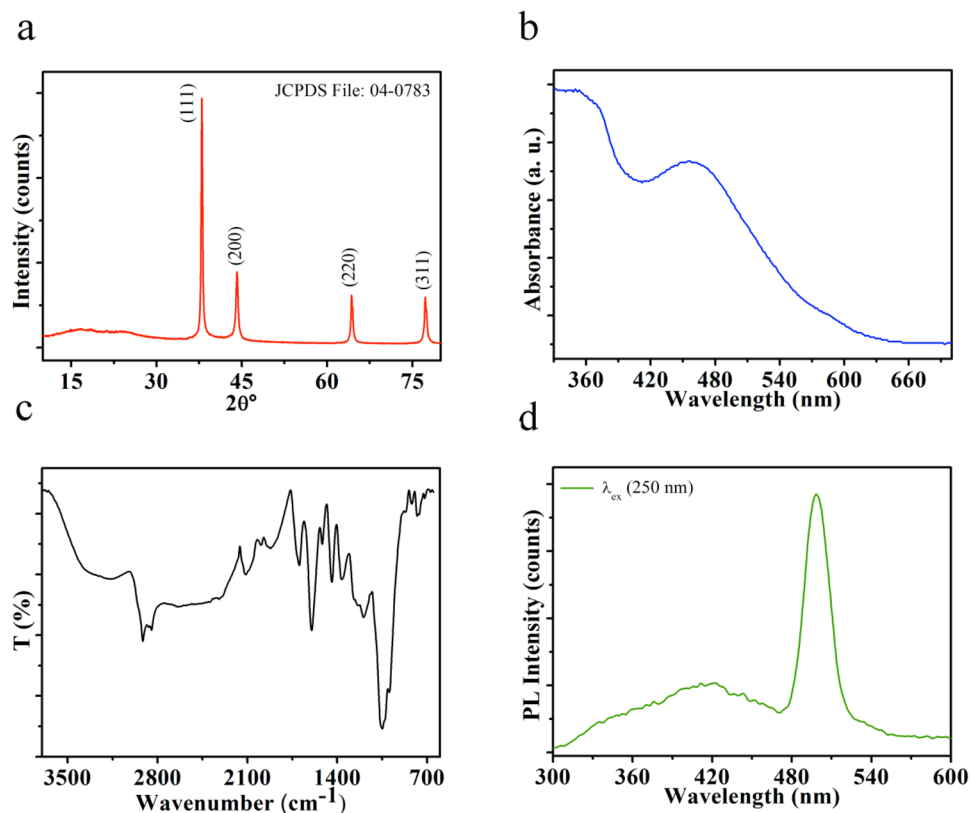 a
JCPDS File: 04-0783
(111)
(200)
(220)
(311)
Intensity (counts)
15 30 45 60 75
2θ°
b
Absorbance (a. u.)
360 420 480 540 600 660
Wavelength (nm)
c
T (%)
3500 2800 2100 1400 700
Wavenumber (cm⁻¹)
d
λex (250 nm)
PL Intensity (counts)
300 360 420 480 540 600
Wavelength (nm)